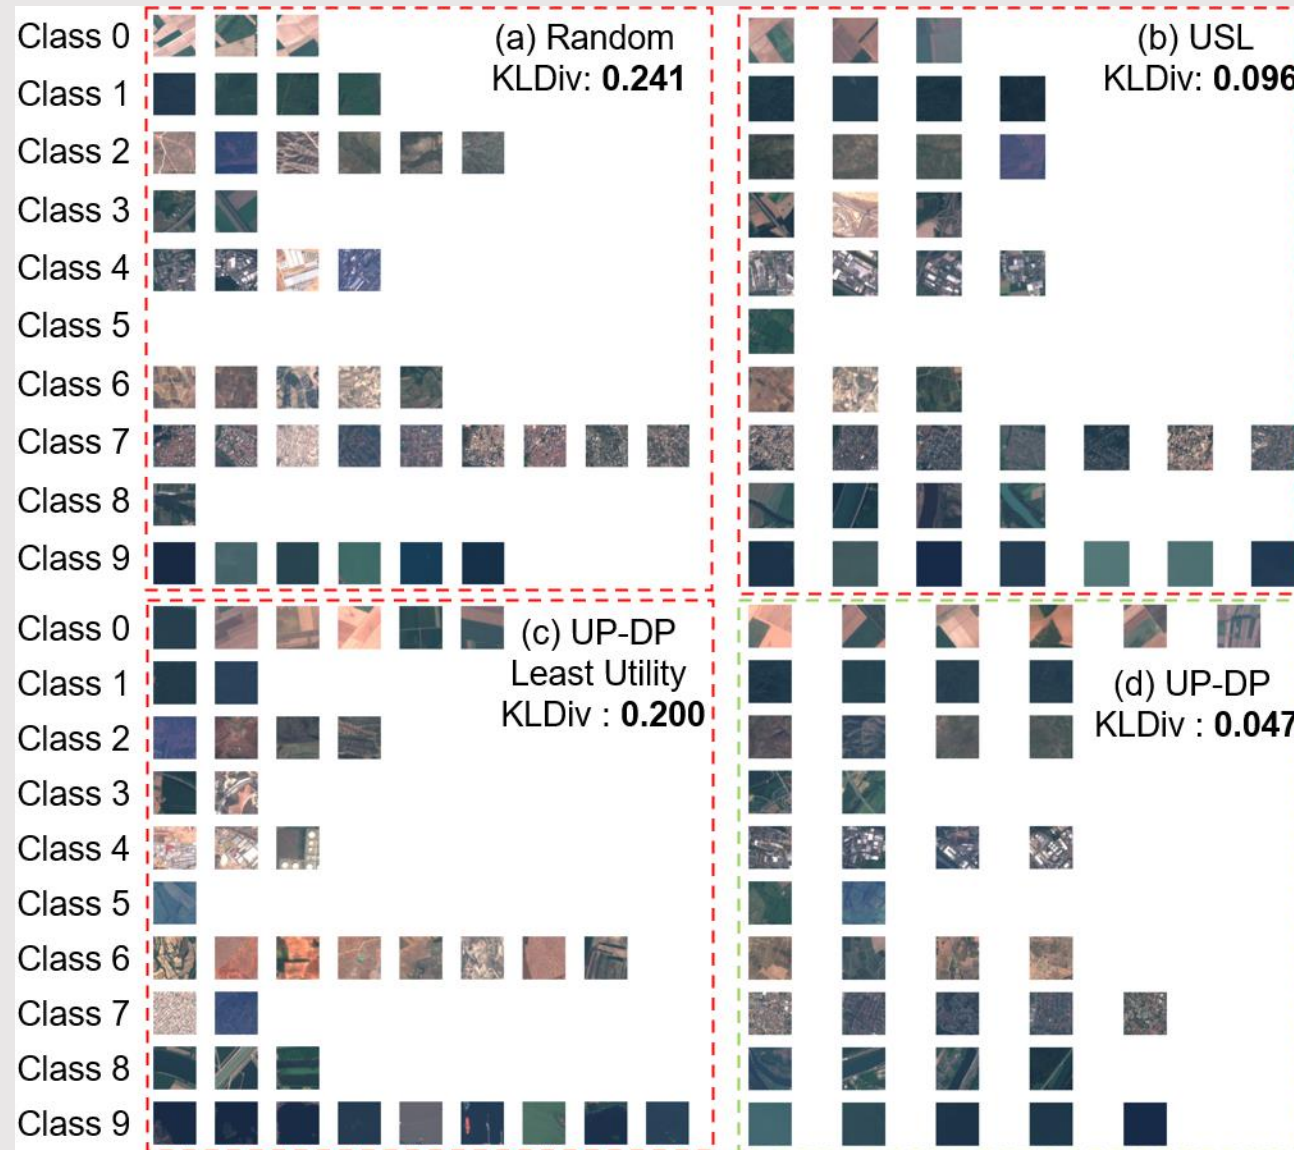 Class 0
Class 1
Class 2
Class 3
Class 4
Class 5
Class 6
Class 7
Class 8
Class 9
(a) Random
KLDiv: 0.241
(b) USL
KLDiv: 0.096
Class 0
Class 1
Class 2
Class 3
Class 4
Class 5
Class 6
Class 7
Class 8
Class 9
(c) UP-DP
Least Utility
KLDiv : 0.200
(d) UP-DP
KLDiv : 0.047